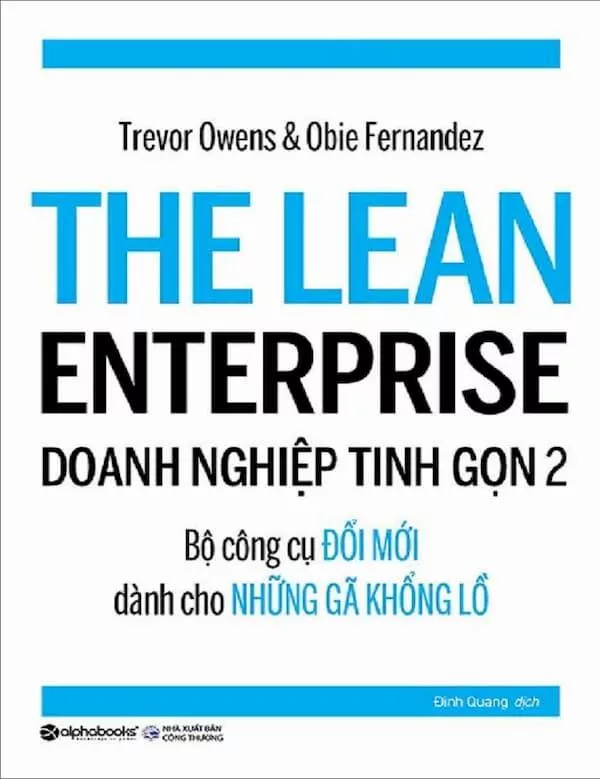 Trevor Owens & Obie Fernandez
THE LEAN
ENTERPRISE
DOANH NGHIỆP TINH GỌN 2
Bộ công cụ ĐỔI MỚI
dành cho NHỮNG GÃ KHỔNG LỒ
Đinh Quang dịch
alphabooks
NHÀ XUẤT BẢN
CÔNG THƯƠNG